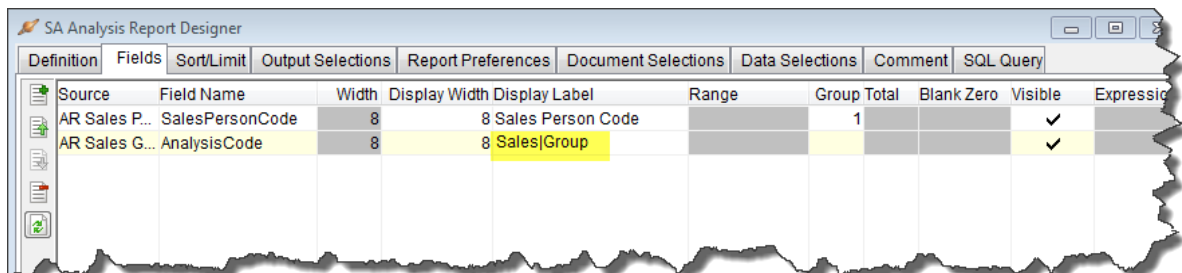 SA Analysis Report Designer
Definition Fields Sort/Limit Output Selections Report Preferences Document Selections Data Selections Comment SQL Query
Source Field Name Width Display Width Display Label Range Group Total Blank Zero Visible Expressio
AR Sales P... SalesPersonCode 8 8 Sales Person Code 1
AR Sales G... AnalysisCode 8 8 Sales|Group